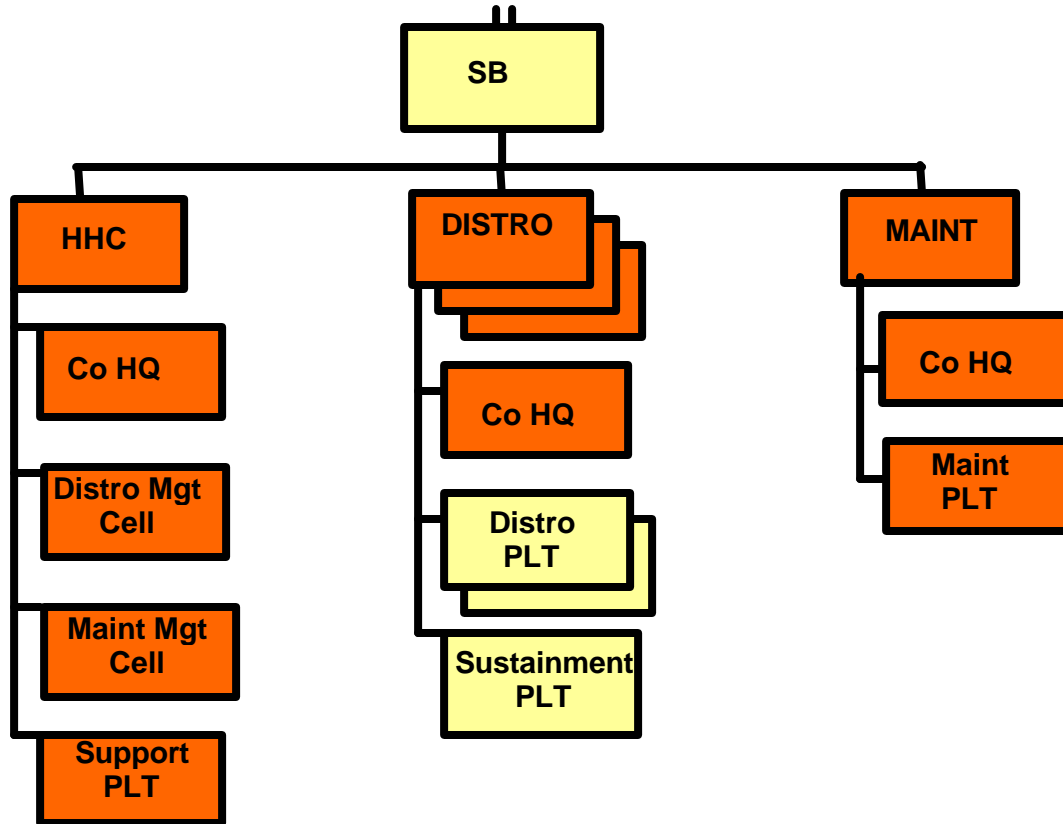 SB
HHC
DISTRO
MAINT
Co HQ
Distro Mgt
Cell
Maint Mgt
Cell
Support
PLT
Co HQ
Distro
PLT
Sustainment
PLT
Co HQ
Maint
PLT